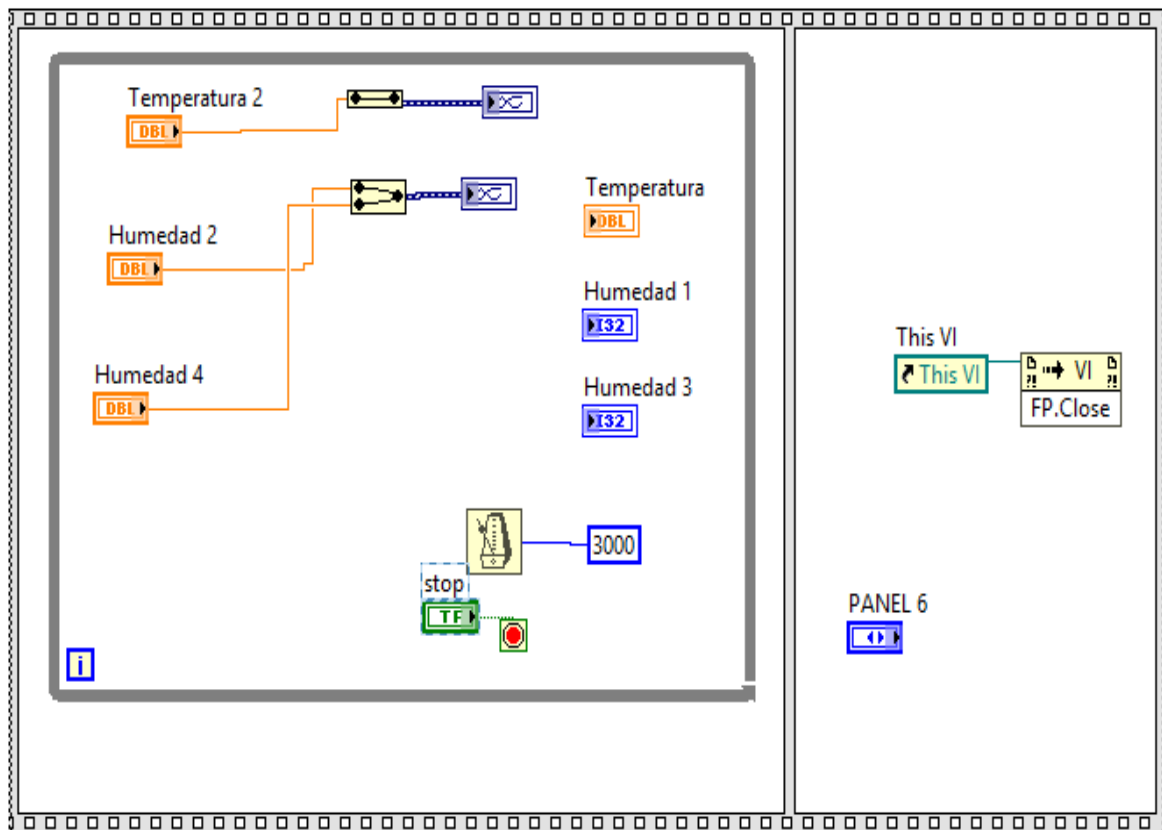 Temperatura 2
DBL
Temperatura
DBL
Humedad 2
DBL
Humedad 1
I32
This VI
This VI
VI
?! ?!
FP.Close
Humedad 4
DBL
Humedad 3
I32
3000
stop
TF
PANEL 6
i